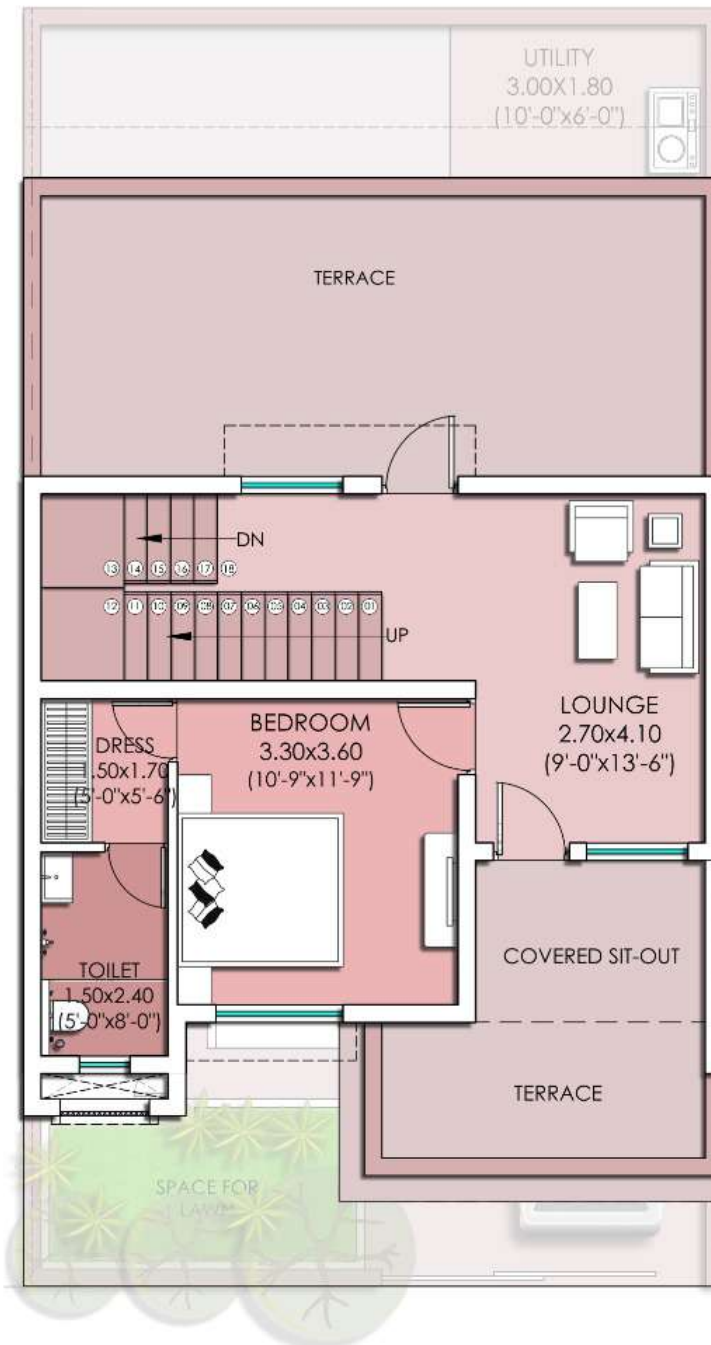 UTILITY
3.00X1.80
(10'-0"x6'-0")
TERRACE
DN
13 14 15 16 17 18
12 11 10 09 08 07 06 05 04 03 02 01
UP
LOUNGE
2.70x4.10
(9'-0"x13'-6")
BEDROOM
3.30x3.60
(10'-9"x11'-9")
DRESS
1.50x1.70
(5'-0"x5'-6")
COVERED SIT-OUT
TOILET
1.50x2.40
(5'-0"x8'-0")
TERRACE
SPACE FOR
LAWN